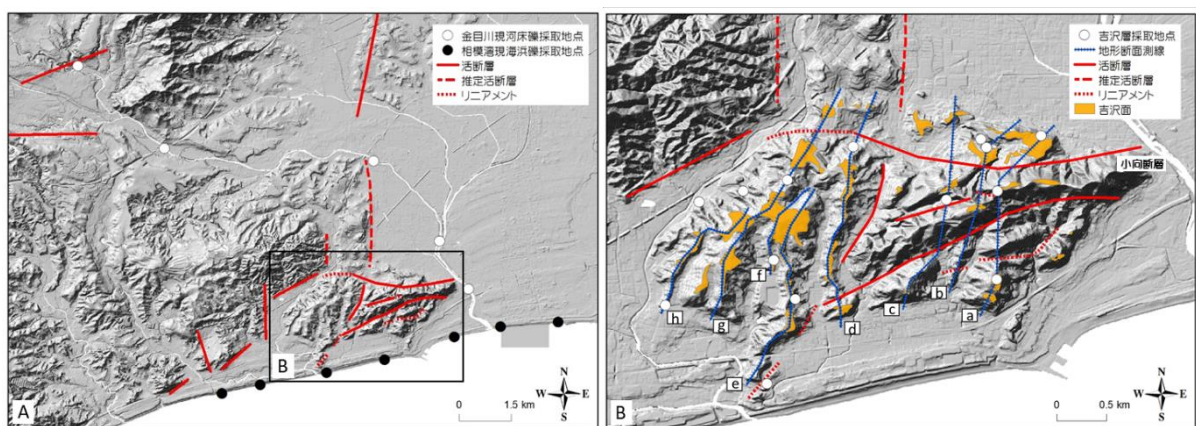 金目川現河床礫採取地点
相模湾現海浜礫採取地点
活断層
推定活断層
リニアメント
B
A
N
W E
S
0 1.5 km
吉沢層採取地点
地形断面測線
活断層
推定活断層
リニアメント
吉沢面
小向断層
f
h
g
d
c
b
a
e
B
N
W E
S
0 0.5 km